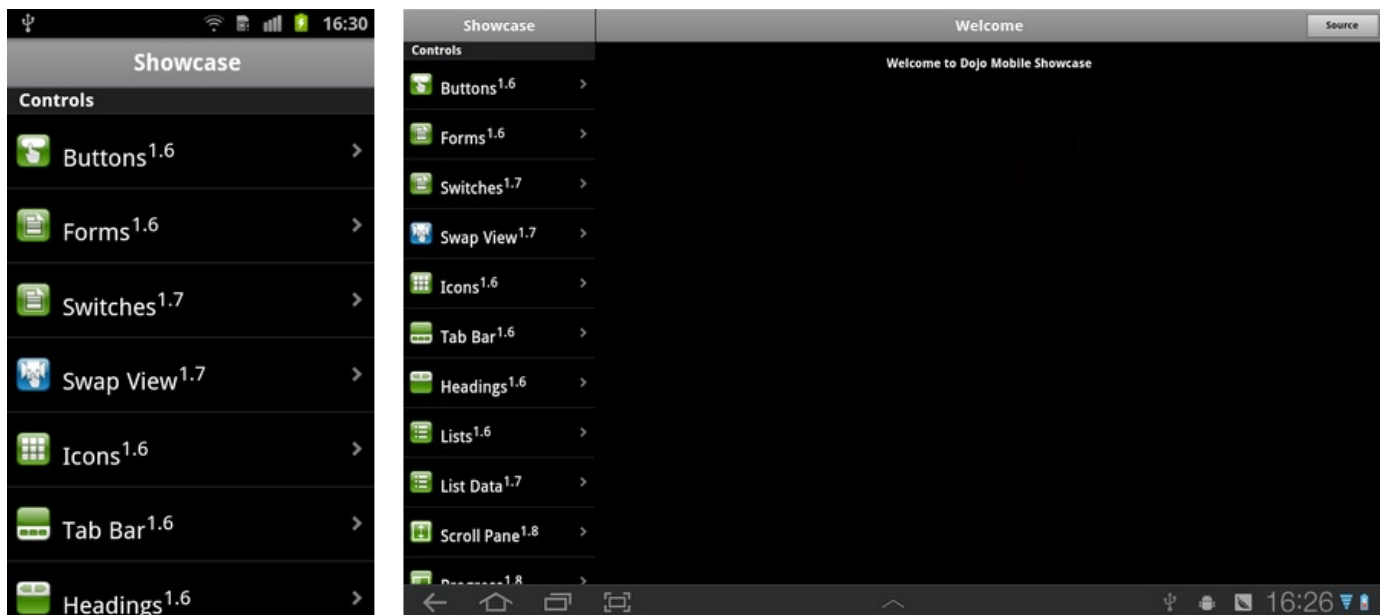 16:30
Showcase
Controls
Buttons1.6
Forms1.6
Switches1.7
Swap View1.7
Icons1.6
Tab Bar1.6
Headings1.6
Showcase
Welcome
Source
Controls
Welcome to Dojo Mobile Showcase
Buttons1.6
Forms1.6
Switches1.7
Swap View1.7
Icons1.6
Tab Bar1.6
Headings1.6
Lists1.6
List Data1.7
Scroll Pane1.8
Progress1.8
16:26